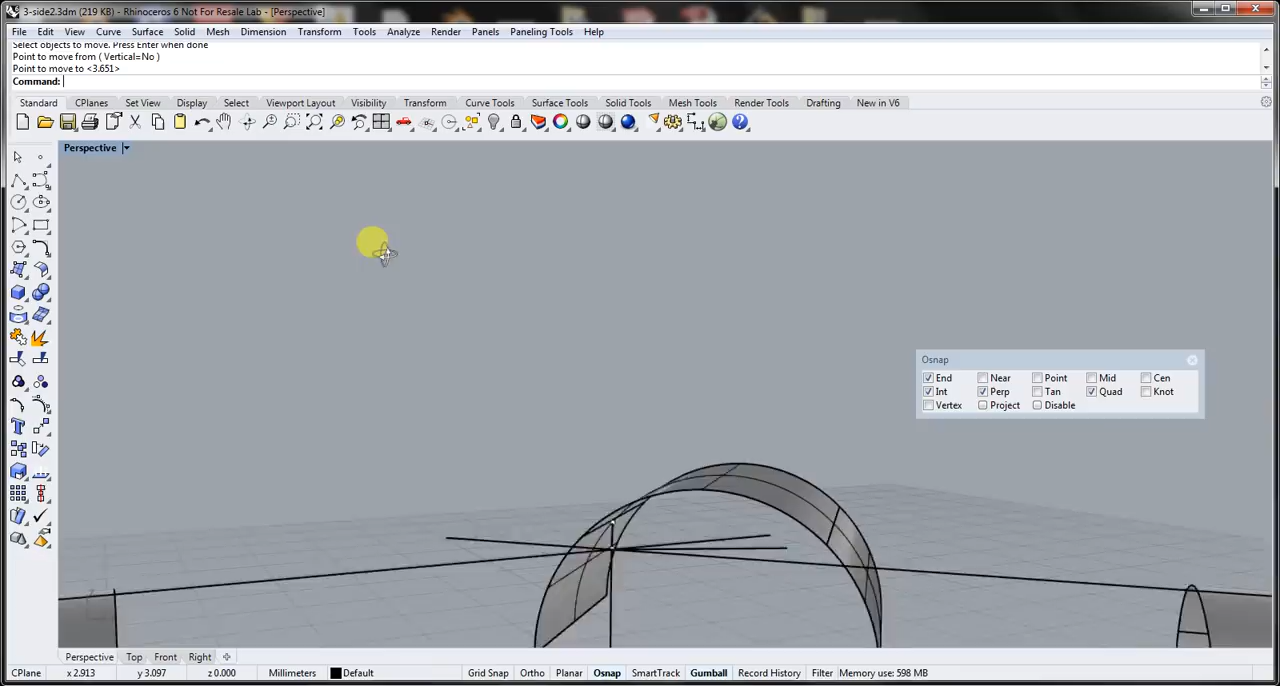 3-side2.3dm (219 KB) - Rhinoceros 6 Not For Resale Lab - [Perspective]
File Edit View Curve Surface Solid Mesh Dimension Transform Tools Analyze Render Panels Paneling Tools Help
Select objects to move. Press Enter when done
Point to move from ( Vertical=No )
Point to move to <3.651>
Command:
Standard CPlanes Set View Display Select Viewport Layout Visibility Transform Curve Tools Surface Tools Solid Tools Mesh Tools Render Tools Drafting New in V6
Perspective
Osnap
End Near Point Mid Cen
Int Perp Tan Quad Knot
Vertex Project Disable
Perspective Top Front Right
CPlane x 2.913 y 3.097 z 0.000 Millimeters Default Grid Snap Ortho Planar Osnap SmartTrack Gumball Record History Filter Memory use: 598 MB